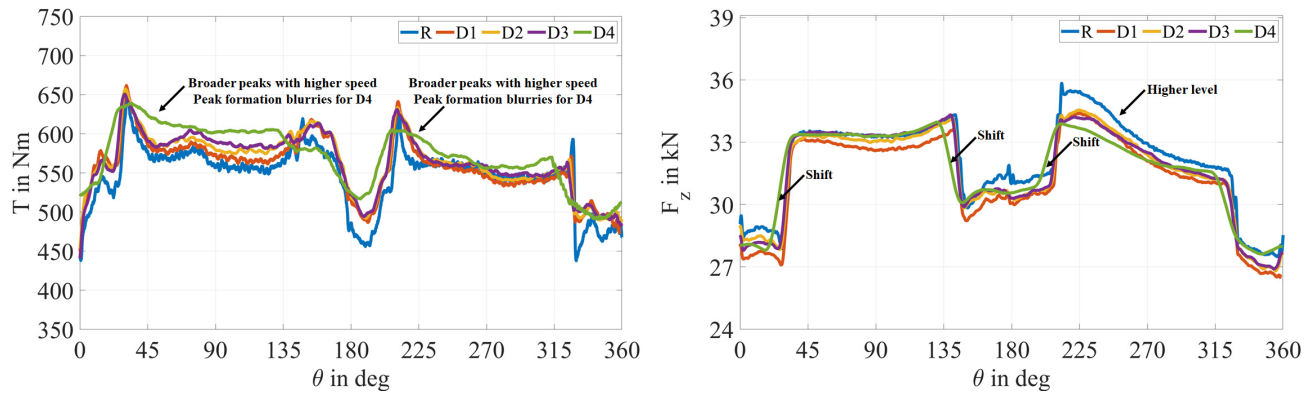 750
700
650
600
550
500
450
400
350
T in Nm
R D1 D2 D3 D4
Broader peaks with higher speed
Peak formation blurries for D4
Broader peaks with higher speed
Peak formation blurries for D4
0 45 90 135 180 225 270 315 360
θ in deg
39
36
33
30
27
24
F_z in kN
R D1 D2 D3 D4
Higher level
Shift
Shift
Shift
0 45 90 135 180 225 270 315 360
θ in deg